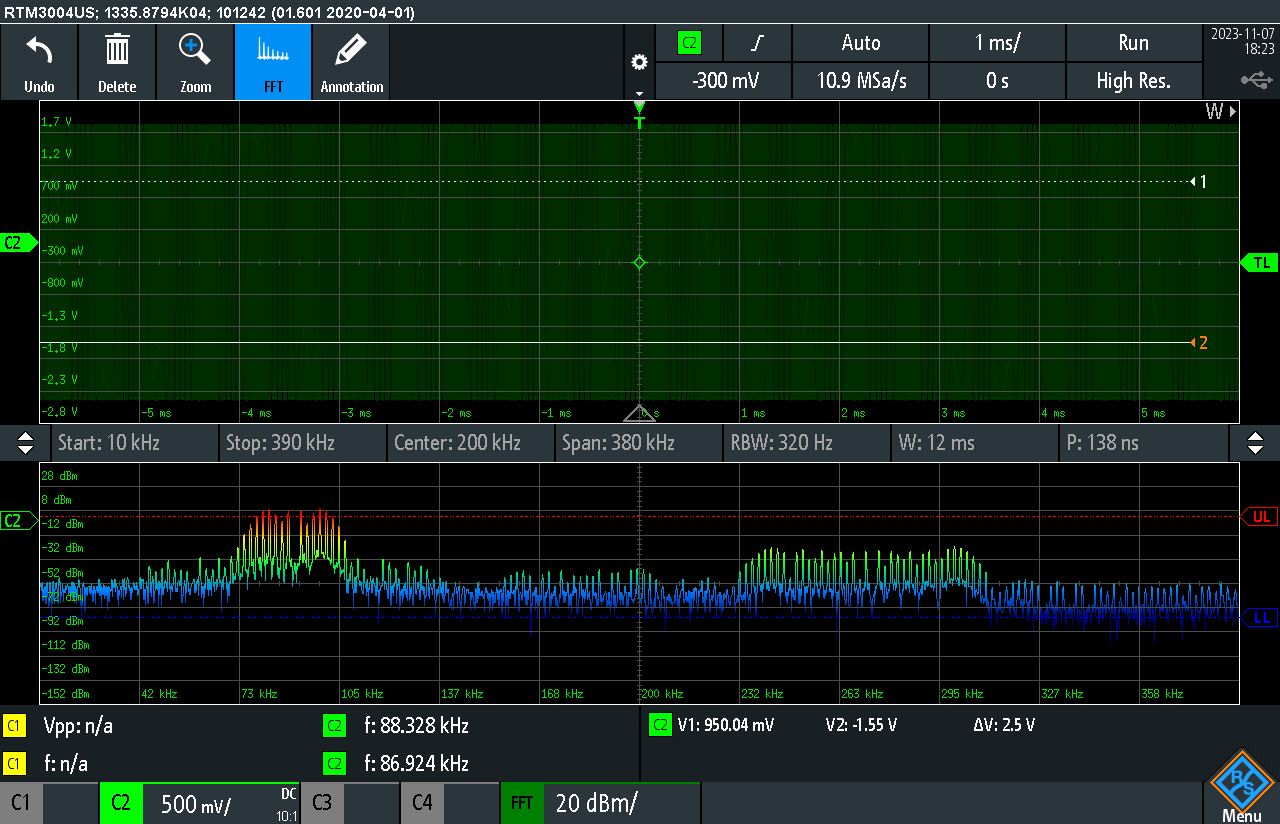 RTM3004US; 1335.8794K04; 101242 (01.601 2020-04-01)
Undo
Delete
Zoom
FFT
Annotation
C2
Auto
1 ms/
Run
-300 mV
10.9 MSa/s
0 s
High Res.
2023-11-07
18:23
T
W
1.7 V
1.2 V
700 mV
1
200 mV
C2
-300 mV
TL
-800 mV
-1.3 V
-1.8 V
2
-2.3 V
-2.8 V
-5 ms
-4 ms
-3 ms
-2 ms
-1 ms
0 s
1 ms
2 ms
3 ms
4 ms
5 ms
Start: 10 kHz
Stop: 390 kHz
Center: 200 kHz
Span: 380 kHz
RBW: 320 Hz
W: 12 ms
P: 138 ns
28 dBm
8 dBm
C2
-12 dBm
UL
-32 dBm
-52 dBm
-72 dBm
-92 dBm
LL
-112 dBm
-132 dBm
-152 dBm
42 kHz
73 kHz
105 kHz
137 kHz
168 kHz
200 kHz
232 kHz
263 kHz
295 kHz
327 kHz
358 kHz
C1
Vpp: n/a
C2
f: 88.328 kHz
C2
V1: 950.04 mV
V2: -1.55 V
ΔV: 2.5 V
C1
f: n/a
C2
f: 86.924 kHz
C1
C2
500 mV/
DC
10:1
C3
C4
FFT
20 dBm/
R
S
Menu